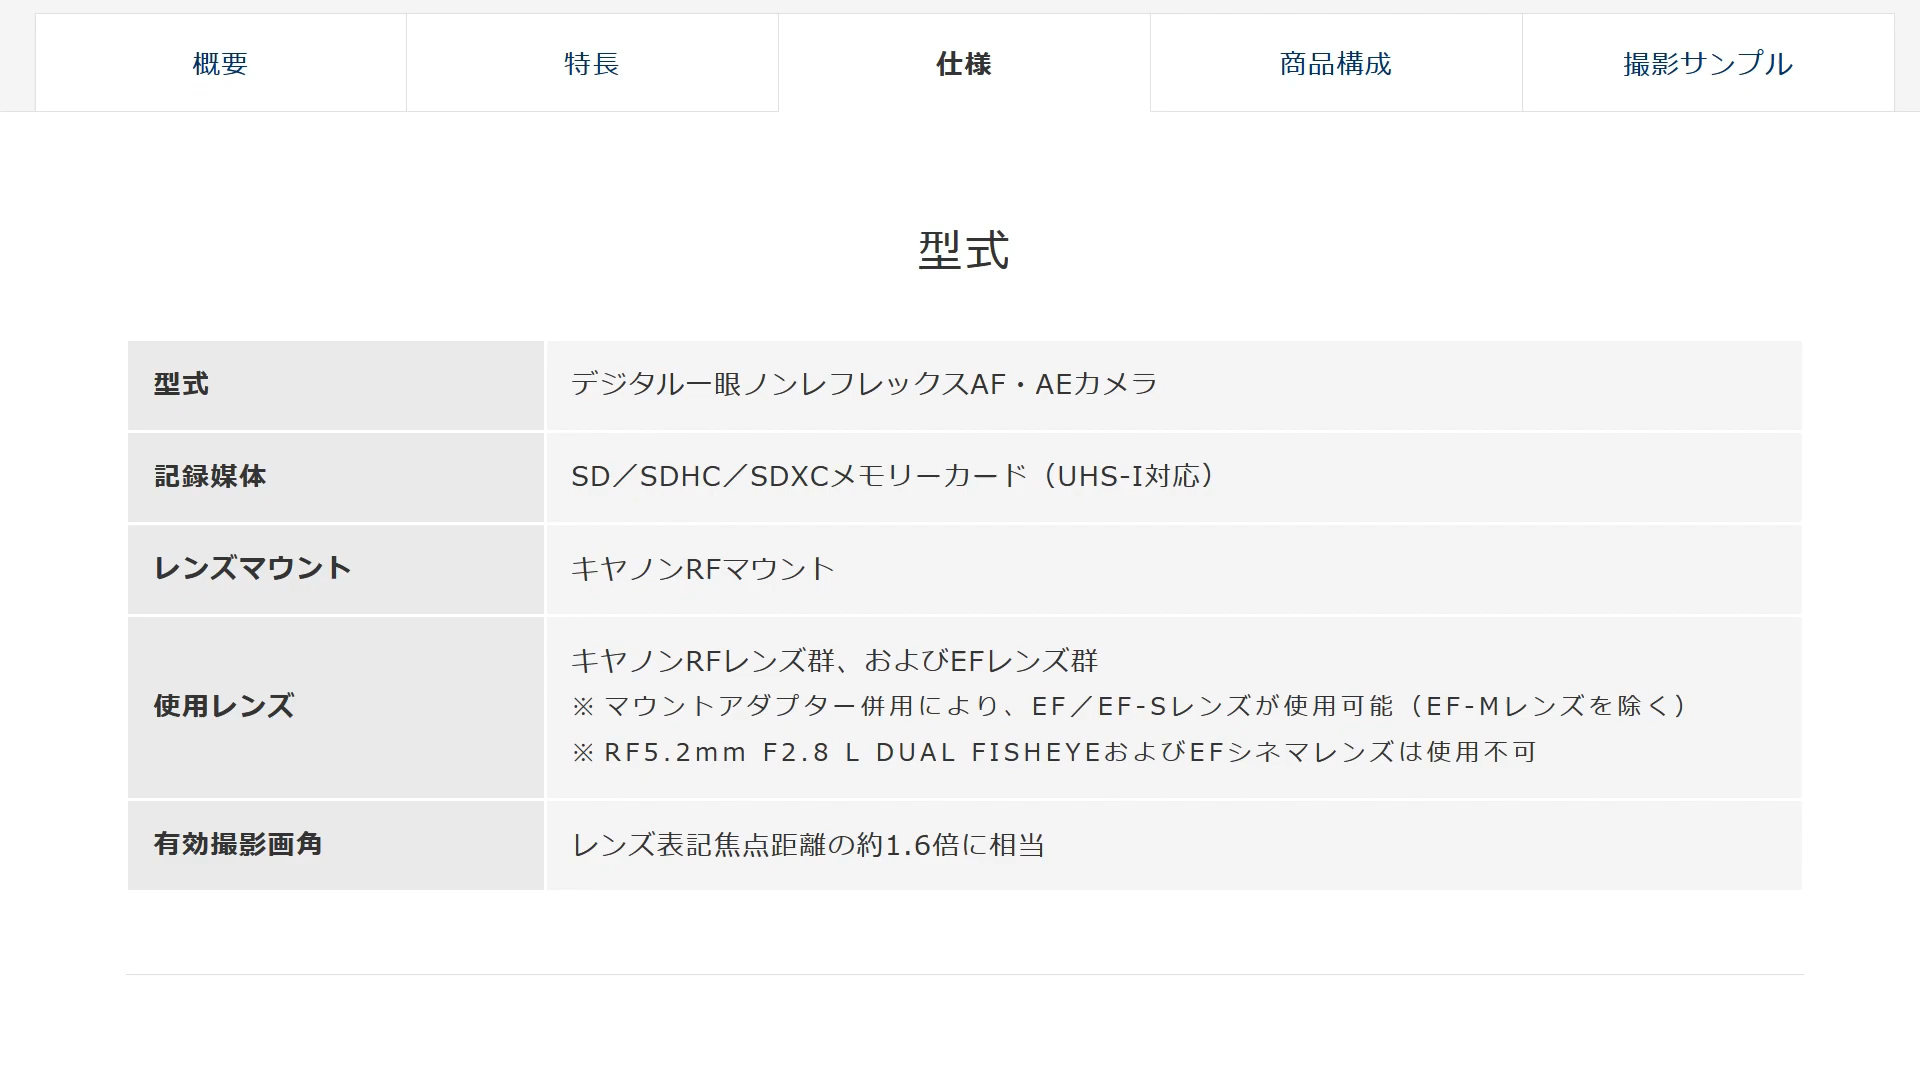 概要
特長
仕様
商品構成
撮影サンプル
型式
型式
デジタル一眼ノンレフレックスAF・AEカメラ
記録媒体
SD／SDHC／SDXCメモリーカード（UHS-I対応）
レンズマウント
キヤノンRFマウント
使用レンズ
キヤノンRFレンズ群、およびEFレンズ群
※ マウントアダプター併用により、EF／EF-Sレンズが使用可能（EF-Mレンズを除く）
※ RF5.2mm F2.8 L DUAL FISHEYEおよびEFシネマレンズは使用不可
有効撮影画角
レンズ表記焦点距離の約1.6倍に相当